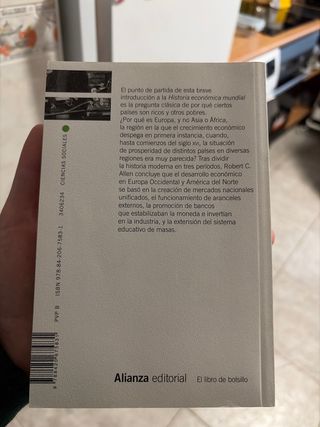 El punto de partida de esta breve
introducción a la Historia económica mundial
es la pregunta clásica de por qué ciertos
países son ricos y otros pobres.
¿Por qué es Europa, y no Asia o África,
la región en la que el crecimiento económico
despega en primera instancia, cuando,
hasta comienzos del siglo XVI, la situación
de prosperidad de distintos países en diversas
regiones era muy parecida? Tras dividir
la historia moderna en tres períodos, Robert C.
Allen concluye que el desarrollo económico
en Europa Occidental y América del Norte
se basó en la creación de mercados nacionales
unificados, el funcionamiento de aranceles
externos, la promoción de bancos
que estabilizaban la moneda e invertían
en la industria, y la extensión del sistema
educativo de masas.
CIENCIAS SOCIALES
3406234
ISBN 978-84-206-7583-1
PVP B
9 788420 675831
Alianza editorial
El libro de bolsillo